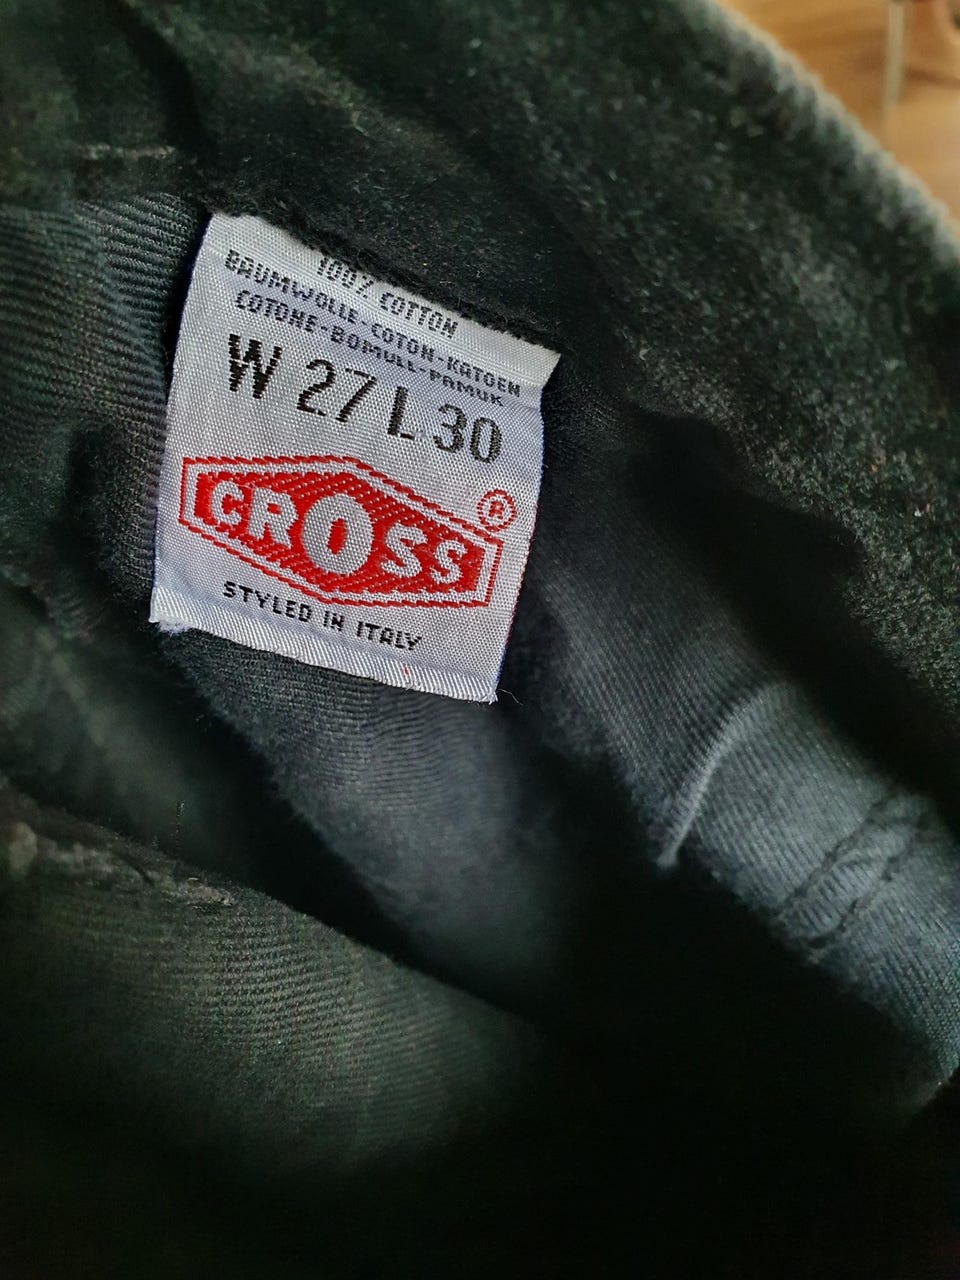 100% COTTON
BAUMWOLLE-COTON-KATOEN
COTONE-BOMULL-PAMUK
W 27 L 30
CROSS ®
STYLED IN ITALY